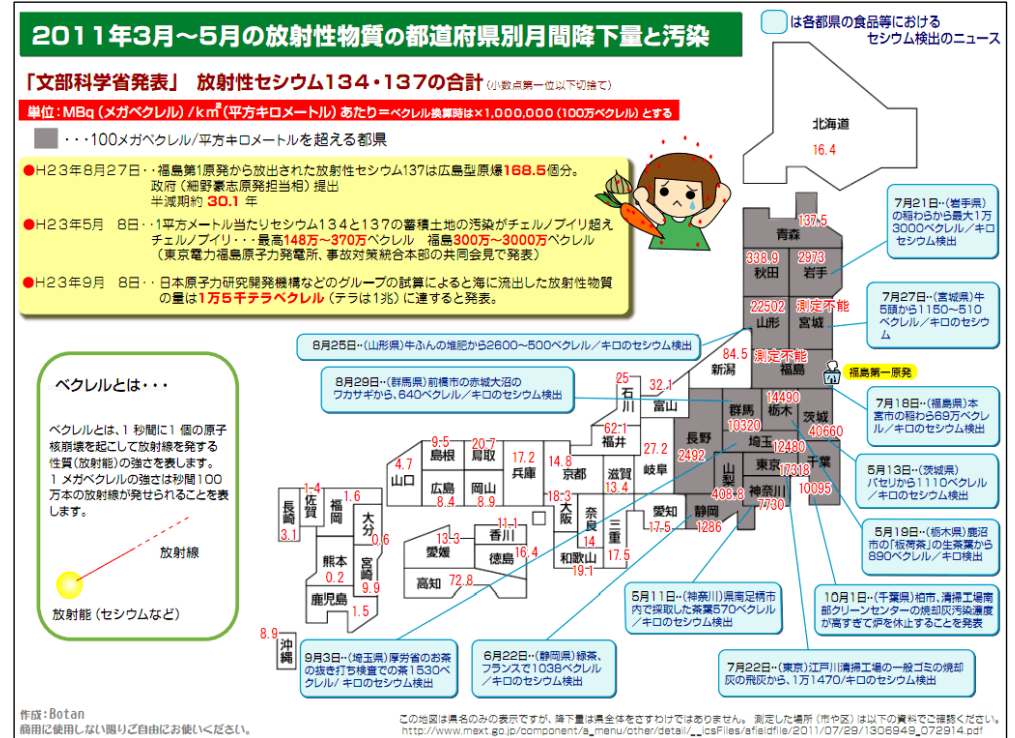 2011年3月～5月の放射性物質の都道府県別月間降下量と汚染
は各都県の食品等における
セシウム検出のニュース
「文部科学省発表」 放射性セシウム134・137の合計(小数点第一位以下切捨て)
単位：MBq（メガベクレル）/k㎡（平方キロメートル）あたり＝ベクレル換算時は×1,000,000（100万ベクレル）とする
・・・100メガベクレル/平方キロメートルを超える都県
●H23年8月27日・・福島第1原発から放出された放射性セシウム137は広島型原爆168.5個分。
政府（細野豪志原発担当相）提出
半減期約 30.1 年
●H23年5月 8日・・1平方メートル当たりセシウム134と137の蓄積土地の汚染がチェルノブイリ超え
チェルノブイリ・・・最高148万～370万ベクレル 福島300万～3000万ベクレル
（東京電力福島原子力発電所、事故対策統合本部の共同会見で発表）
●H23年9月 8日・・日本原子力研究開発機構などのグループの試算によると海に流出した放射性物質
の量は1万5千テラベクレル（テラは1兆）に達すると発表。
北海道
16.4
137.5
青森
338.9
秋田
2973
岩手
22502
山形
測定不能
宮城
84.5
新潟
測定不能
福島
福島第一原発
7月21日・・（岩手県）
の稲わらから最大1万
3000ベクレル／キロ
セシウム検出
7月27日・・（宮城県）牛
5頭から1150～510
ベクレル／キロのセシウ
ム
8月25日・・（山形県）牛ふんの堆肥から2600～500ベクレル／キロのセシウム検出
8月29日・・（群馬県）前橋市の赤城大沼の
ワカサギから、640ベクレル／キロのセシウム検出
7月18日・・（福島県）本
宮市の稲わら69万ベクレ
ル／キロのセシウム検出
5月13日・・（茨城県）
パセリから1110ベクレル
／キロのセシウム検出
5月19日・・（栃木県）鹿沼
市の「板荷茶」の生茶葉から
890ベクレル／キロ検出
10月1日・・（千葉県）柏市、清掃工場南
部クリーンセンターの焼却灰汚染濃度
が高すぎて炉を休止することを発表
ベクレルとは・・・
ベクレルとは、1秒間に1個の原子
核崩壊を起こして放射線を発する
性質（放射能）の強さを表します。
1メガベクレルの強さは秒間100
万本の放射線が発せられることを表
します。
放射線
放射能（セシウムなど）
25
石川
32.1
富山
62.1
福井
27.2
岐阜
長野
2492
群馬
10320
14490
栃木
茨城
40660
埼玉
12480
東京
17318
千葉
10095
山梨
408.8
神奈川
7730
静岡
1286
愛知
17.5
9.5
島根
20.7
鳥取
17.2
兵庫
14.8
京都
滋賀
13.4
4.7
山口
広島
8.4
岡山
8.9
18.3
大阪
奈良
14
三重
17.5
和歌山
19.1
1.4
佐賀
1.6
福岡
長崎
3.1
大分
0.6
熊本
0.2
宮崎
9.9
鹿児島
1.5
8.9
沖縄
11.1
香川
13.3
愛媛
16.4
徳島
高知
72.8
5月11日・・（神奈川）県南足柄市
内で採取した茶葉570ベクレル
／キロのセシウム検出
9月3日・・（埼玉県）厚労省のお茶
の抜き打ち検査での茶1530ベ
クレル/ キロのセシウム検出
6月22日・・（静岡県）緑茶、
フランスで1038ベクレル
／キロのセシウム検出
7月22日・・（東京）江戸川清掃工場の一般ゴミの焼却
灰の飛灰から、1万1470/キロのセシウム検出
作成：Botan
商用に使用しない限りご自由にお使いください。
この地図は県名のみの表示ですが、降下量は県全体をさすわけではありません。 測定した場所（市や区）は以下の資料でご確認ください。
http://www.mext.go.jp/component/a_menu/other/detail/__icsFiles/afieldfile/2011/07/29/1306949_072914.pdf